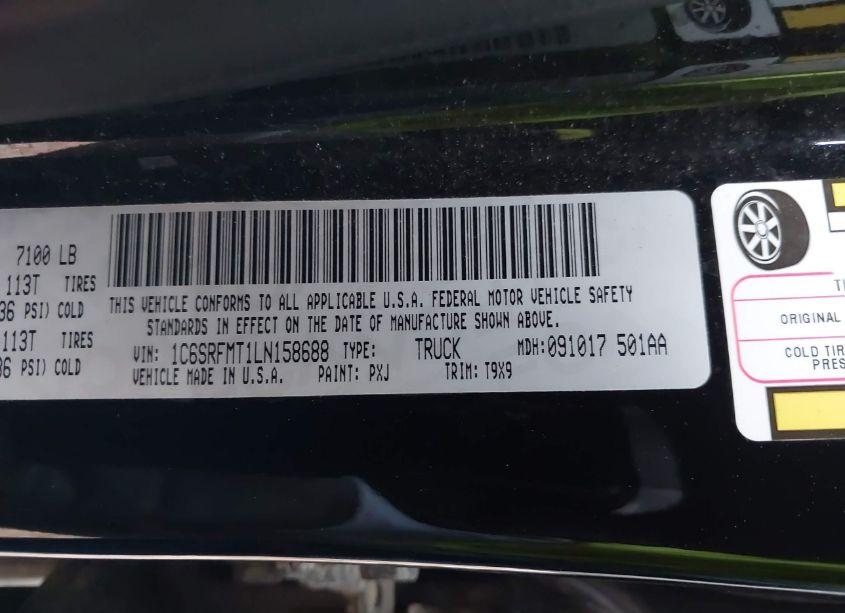 7100 LB
113T TIRES
36 PSI) COLD
113T TIRES
36 PSI) COLD
THIS VEHICLE CONFORMS TO ALL APPLICABLE U.S.A. FEDERAL MOTOR VEHICLE SAFETY
STANDARDS IN EFFECT ON THE DATE OF MANUFACTURE SHOWN ABOVE.
VIN: 1C6SRFMT1LN158688 TYPE: TRUCK MDH: 091017 501AA
VEHICLE MADE IN U.S.A. PAINT: PXJ TRIM: T9X9
ORIGINAL
COLD TIR
PRES